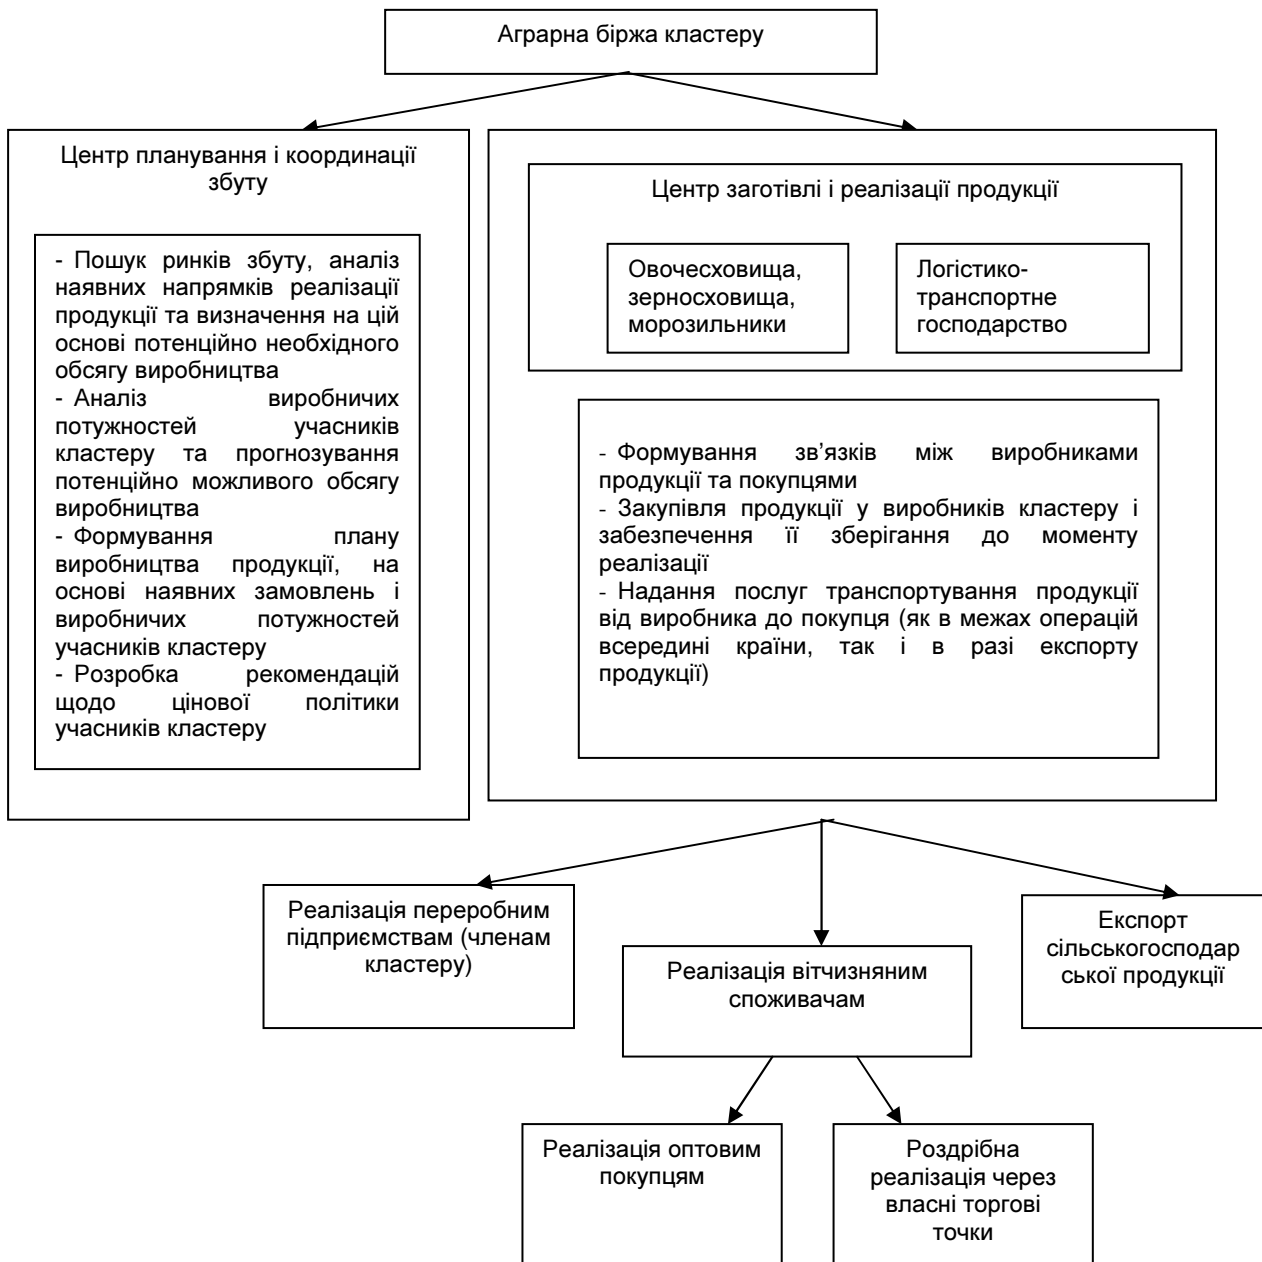 Аграрна біржа кластеру
Центр планування і координації
збуту
- Пошук ринків збуту, аналіз
наявних напрямків реалізації
продукції та визначення на цій
основі потенційно необхідного
обсягу виробництва
- Аналіз виробничих
потужностей учасників
кластеру та прогнозування
потенційно можливого обсягу
виробництва
- Формування плану
виробництва продукції, на
основі наявних замовлень і
виробничих потужностей
учасників кластеру
- Розробка рекомендацій
щодо цінової політики
учасників кластеру
Центр заготівлі і реалізації продукції
Овочесховища,
зерносховища,
морозильники
Логістико-
транспортне
господарство
- Формування зв’язків між виробниками
продукції та покупцями
- Закупівля продукції у виробників кластеру і
забезпечення її зберігання до моменту
реалізації
- Надання послуг транспортування продукції
від виробника до покупця (як в межах операцій
всередині країни, так і в разі експорту
продукції)
Реалізація переробним
підприємствам (членам
кластеру)
Реалізація вітчизняним
споживачам
Експорт
сільськогосподар
ської продукції
Реалізація оптовим
покупцям
Роздрібна
реалізація через
власні торгові
точки